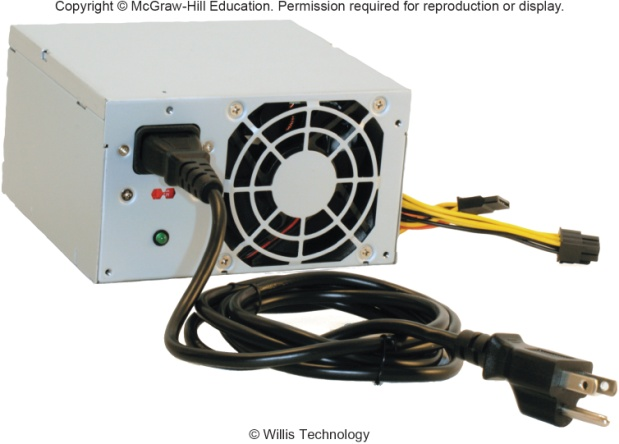 Copyright © McGraw-Hill Education. Permission required for reproduction or display.
© Willis Technology